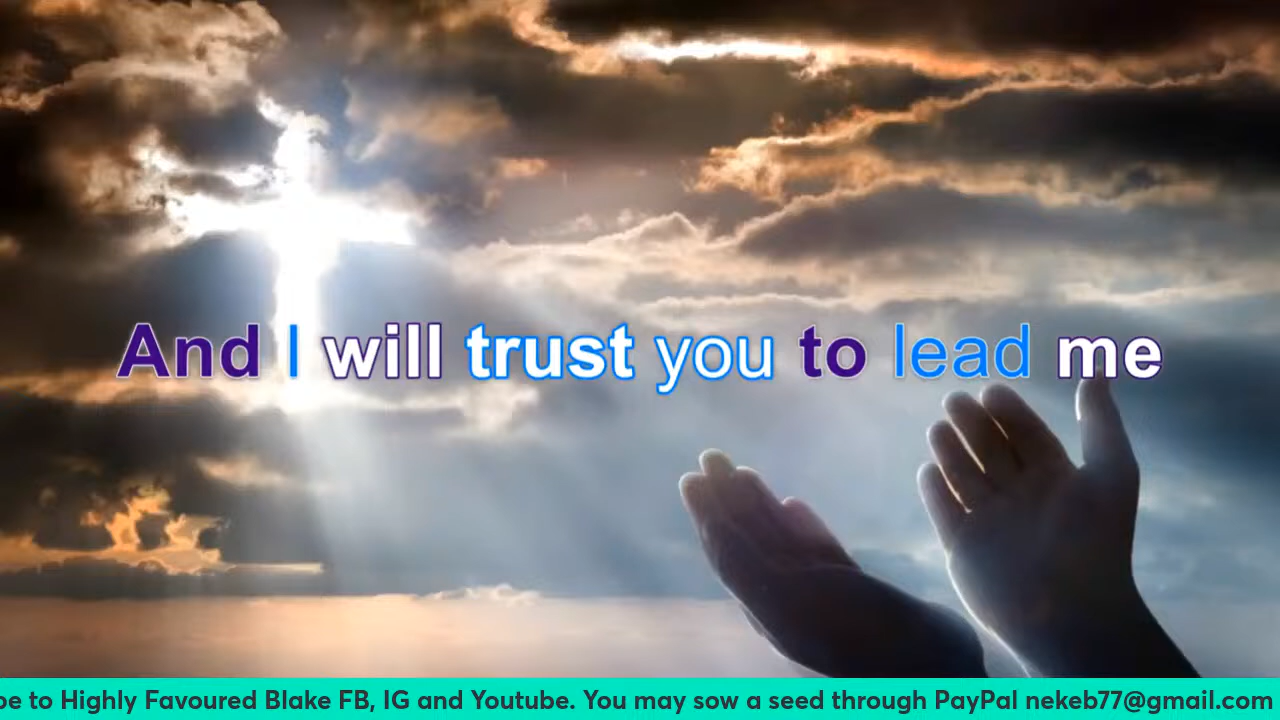 And I will trust you to lead me
be to Highly Favoured Blake FB, IG and Youtube. You may sow a seed through PayPal nekeb77@gmail.com